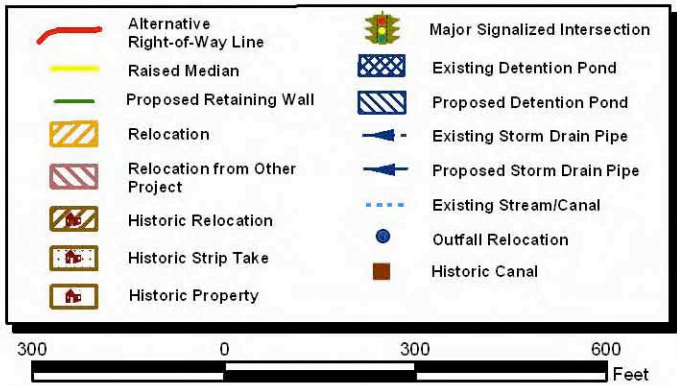 Alternative
Right-of-Way Line
Raised Median
Proposed Retaining Wall
Relocation
Relocation from Other
Project
Historic Relocation
Historic Strip Take
Historic Property
Major Signalized Intersection
Existing Detention Pond
Proposed Detention Pond
Existing Storm Drain Pipe
Proposed Storm Drain Pipe
Existing Stream/Canal
Outfall Relocation
Historic Canal
300 0 300 600
Feet